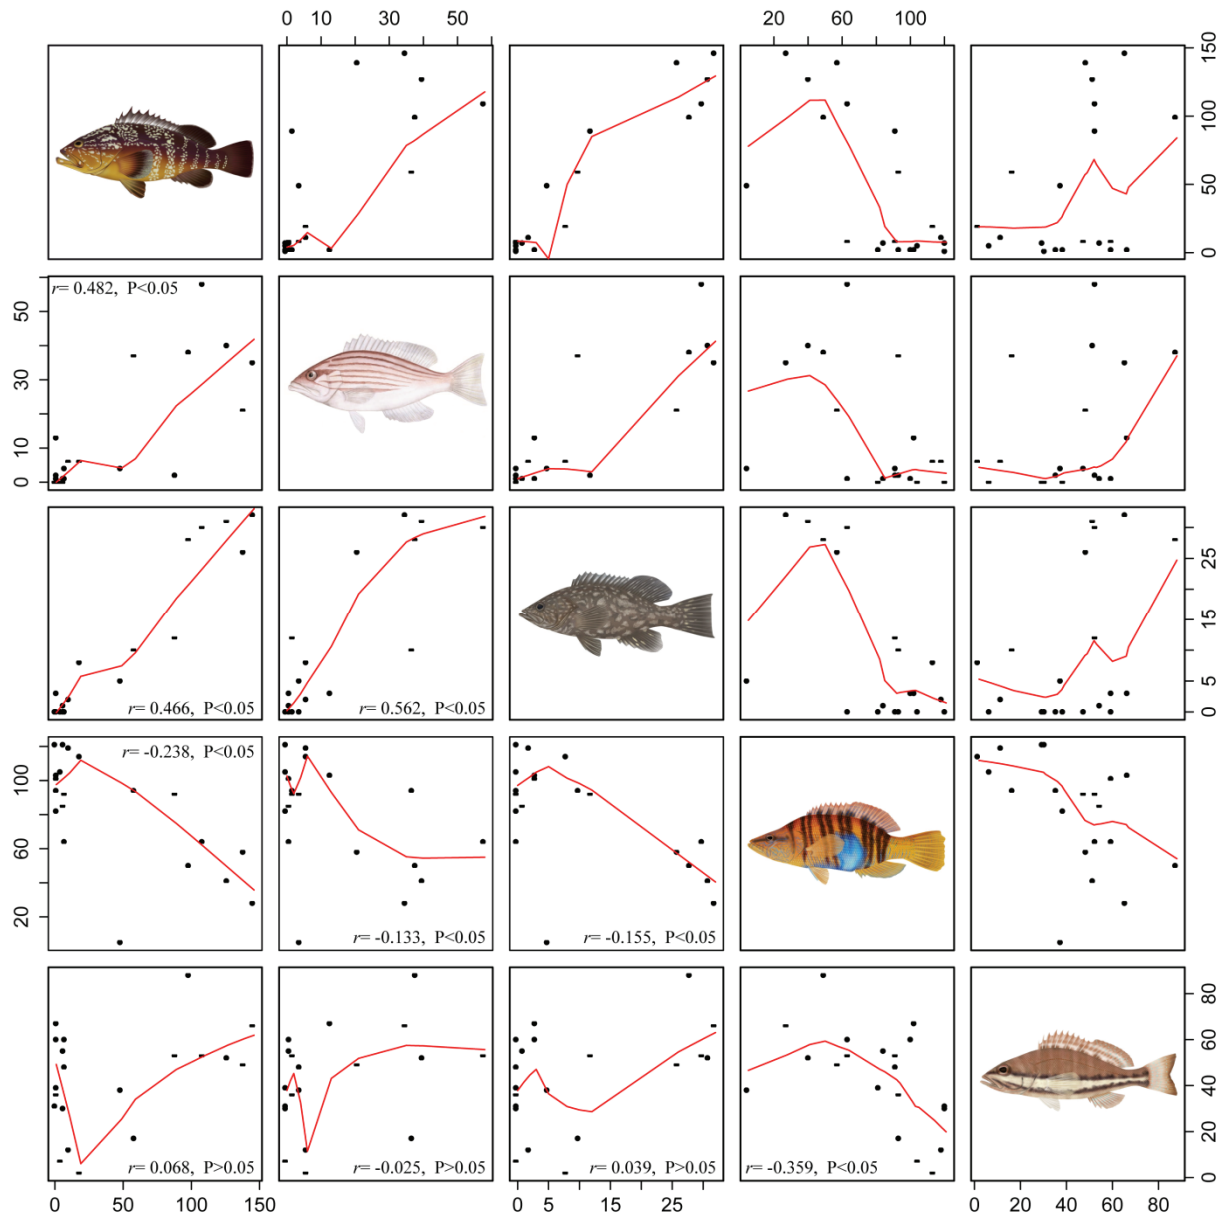 0 10 30 50
20 60 100
0 50 100 150
r= 0.482, P<0.05
0 10 30 50
r= 0.466, P<0.05
r= 0.562, P<0.05
0 5 15 25
r= -0.238, P<0.05
20 60 100
r= -0.133, P<0.05
r= -0.155, P<0.05
r= 0.068, P>0.05
r= -0.025, P>0.05
r= 0.039, P>0.05
r= -0.359, P<0.05
0 20 40 60 80
0 50 100 150
0 5 15 25
0 20 40 60 80